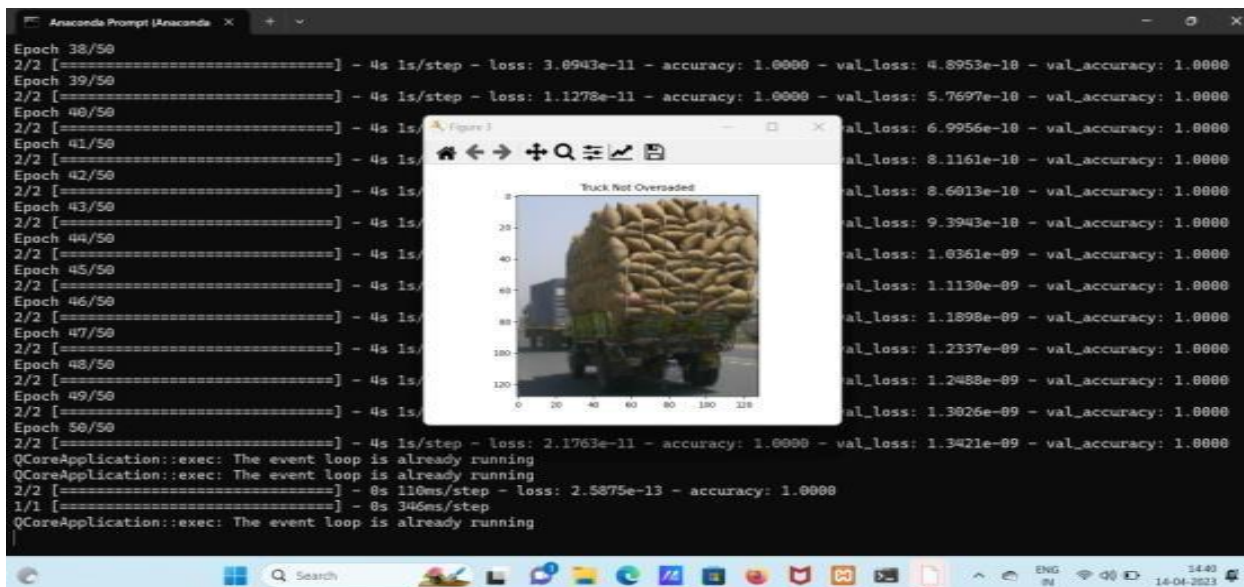 Anaconda Prompt (Anaconda
Epoch 38/50
2/2 [==============================] - 4s 1s/step - loss: 3.0943e-11 - accuracy: 1.0000 - val_loss: 4.8953e-10 - val_accuracy: 1.0000
Epoch 39/50
2/2 [==============================] - 4s 1s/step - loss: 1.1278e-11 - accuracy: 1.0000 - val_loss: 5.7697e-10 - val_accuracy: 1.0000
Epoch 40/50
2/2 [==============================] - 4s 1s/ al_loss: 6.9956e-10 - val_accuracy: 1.0000
Epoch 41/50
2/2 [==============================] - 4s 1s/ al_loss: 8.1161e-10 - val_accuracy: 1.0000
Epoch 42/50
2/2 [==============================] - 4s 1s/ al_loss: 8.6013e-10 - val_accuracy: 1.0000
Epoch 43/50
2/2 [==============================] - 4s 1s/ al_loss: 9.3943e-10 - val_accuracy: 1.0000
Epoch 44/50
2/2 [==============================] - 4s 1s/ al_loss: 1.0361e-09 - val_accuracy: 1.0000
Epoch 45/50
2/2 [==============================] - 4s 1s/ al_loss: 1.1130e-09 - val_accuracy: 1.0000
Epoch 46/50
2/2 [==============================] - 4s 1s/ al_loss: 1.1898e-09 - val_accuracy: 1.0000
Epoch 47/50
2/2 [==============================] - 4s 1s/ al_loss: 1.2337e-09 - val_accuracy: 1.0000
Epoch 48/50
2/2 [==============================] - 4s 1s/ al_loss: 1.2488e-09 - val_accuracy: 1.0000
Epoch 49/50
2/2 [==============================] - 4s 1s/ al_loss: 1.3026e-09 - val_accuracy: 1.0000
Epoch 50/50
2/2 [==============================] - 4s 1s/step - loss: 2.1763e-11 - accuracy: 1.0000 - val_loss: 1.3421e-09 - val_accuracy: 1.0000
QCoreApplication::exec: The event loop is already running
QCoreApplication::exec: The event loop is already running
2/2 [==============================] - 0s 110ms/step - loss: 2.5875e-13 - accuracy: 1.0000
1/1 [==============================] - 0s 346ms/step
QCoreApplication::exec: The event loop is already running
Figure 3
Truck Not Overoaded
0
20
40
60
80
100
120
0 20 40 60 80 100 120
Search
ENG
IN
14:40
14-04-2023